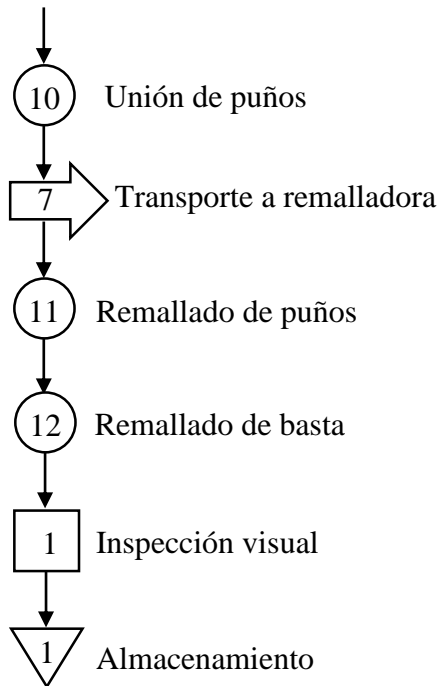 10 Unión de puños
7 Transporte a remalladora
11 Remallado de puños
12 Remallado de basta
1 Inspección visual
1 Almacenamiento